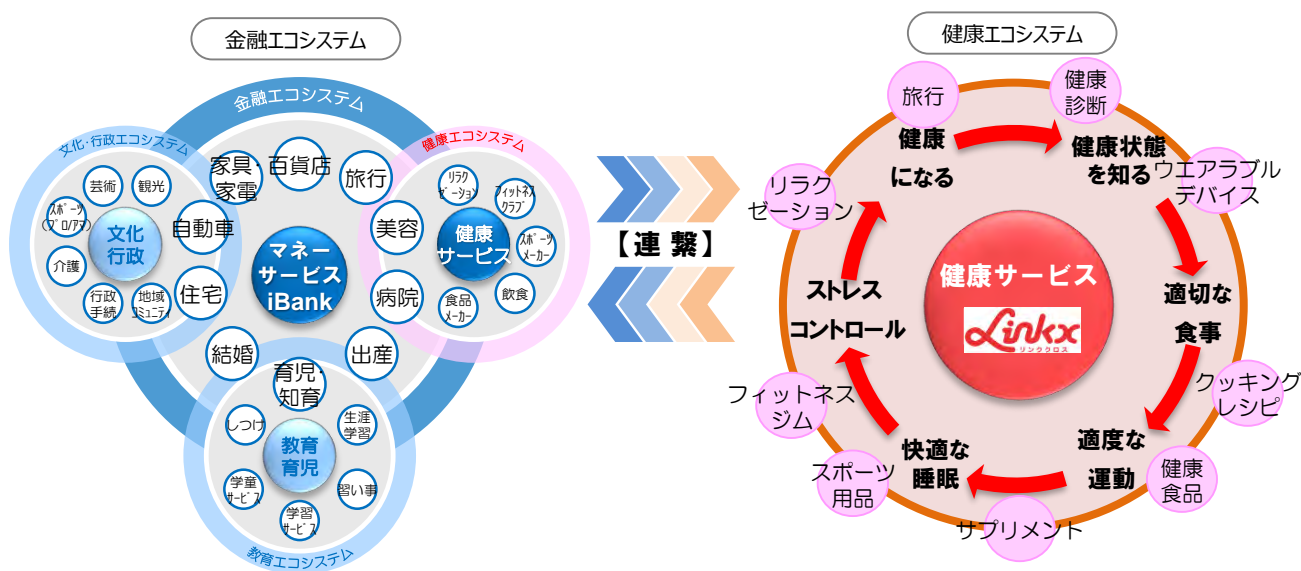 金融エコシステム
健康エコシステム
金融エコシステム
文化・行政エコシステム
健康エコシステム
教育エコシステム
家具・
家電
百貨店
旅行
自動車
美容
住宅
病院
結婚
出産
育児・
知育
マネー
サービス
iBank
芸術
観光
スポーツ
(プロ/アマ)
文化
行政
介護
行政
手続
地域
コミュニティ
リラク
ゼーション
フィットネス
クラブ
健康
サービス
スポーツ
メーカー
食品
メーカー
飲食
しつけ
生涯
学習
教育
育児
学童
サービス
習い事
学習
サービス
【連 繋】
旅行
健康
診断
ウエアラブル
デバイス
クッキング
レシピ
健康
食品
サプリメント
スポーツ
用品
フィットネス
ジム
リラク
ゼーション
健康
になる
健康状態
を知る
適切な
食事
適度な
運動
快適な
睡眠
ストレス
コントロール
健康サービス
Linkx
リンククロス